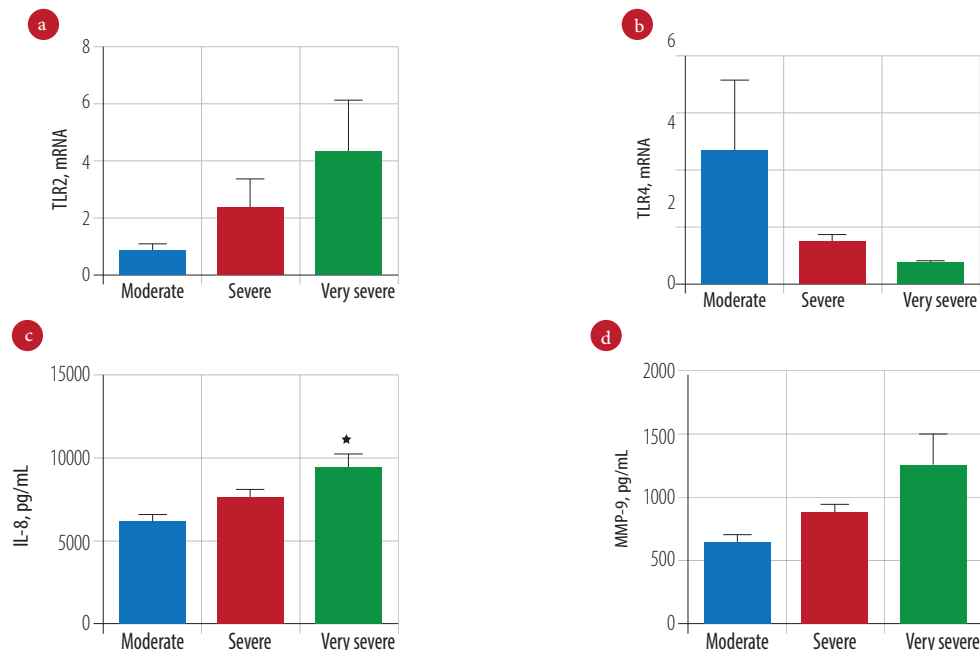 a
8
6
4
2
0
TLR2, mRNA
Moderate Severe Very severe
b
6
4
2
0
TLR4, mRNA
Moderate Severe Very severe
c
15000
10000
5000
0
IL-8, pg/mL
★
Moderate Severe Very severe
d
2000
1500
1000
500
0
MMP-9, pg/mL
Moderate Severe Very severe